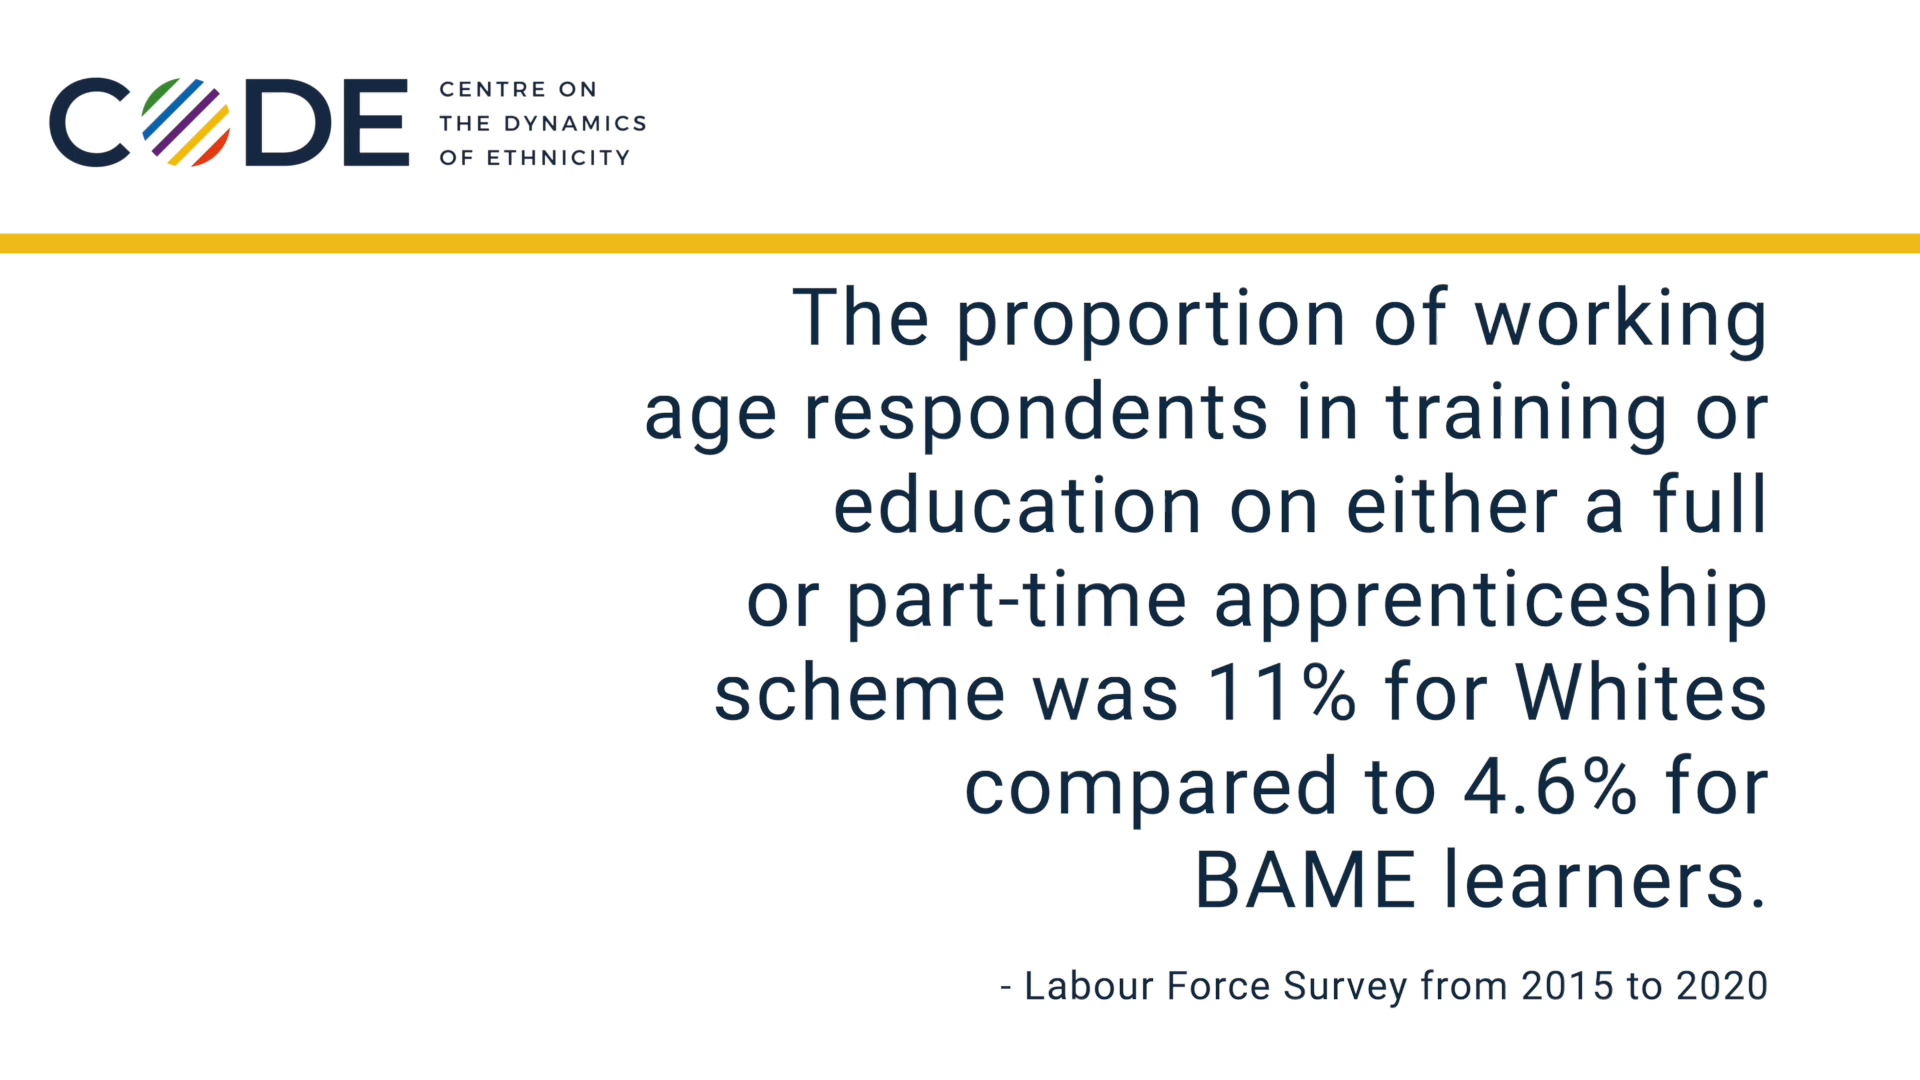 CODE
CENTRE ON
THE DYNAMICS
OF ETHNICITY
The proportion of working
age respondents in training or
education on either a full
or part-time apprenticeship
scheme was 11% for Whites
compared to 4.6% for
BAME learners.
- Labour Force Survey from 2015 to 2020